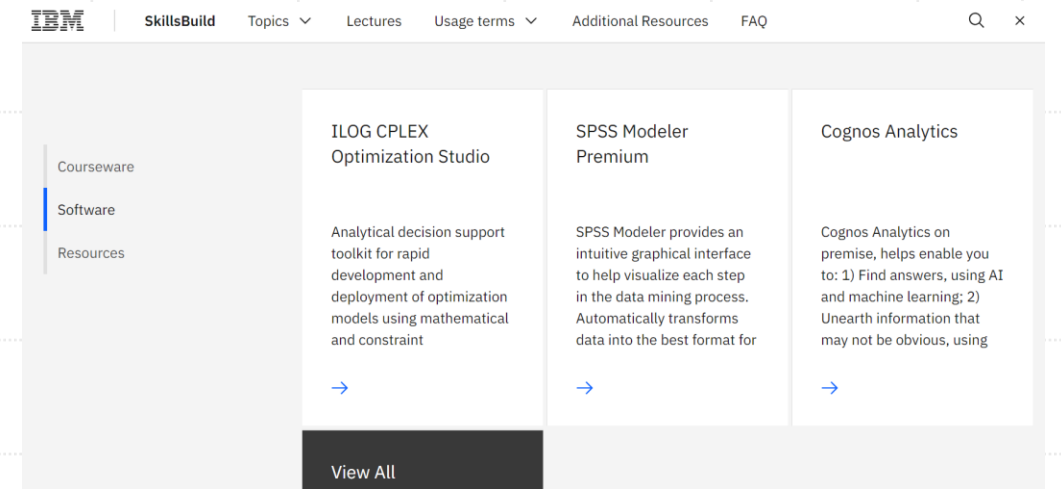 IBM
SkillsBuild
Topics
Lectures
Usage terms
Additional Resources
FAQ
Courseware
Software
Resources
ILOG CPLEX
Optimization Studio
Analytical decision support
toolkit for rapid
development and
deployment of optimization
models using mathematical
and constraint
SPSS Modeler
Premium
SPSS Modeler provides an
intuitive graphical interface
to help visualize each step
in the data mining process.
Automatically transforms
data into the best format for
Cognos Analytics
Cognos Analytics on
premise, helps enable you
to: 1) Find answers, using AI
and machine learning; 2)
Unearth information that
may not be obvious, using
View All